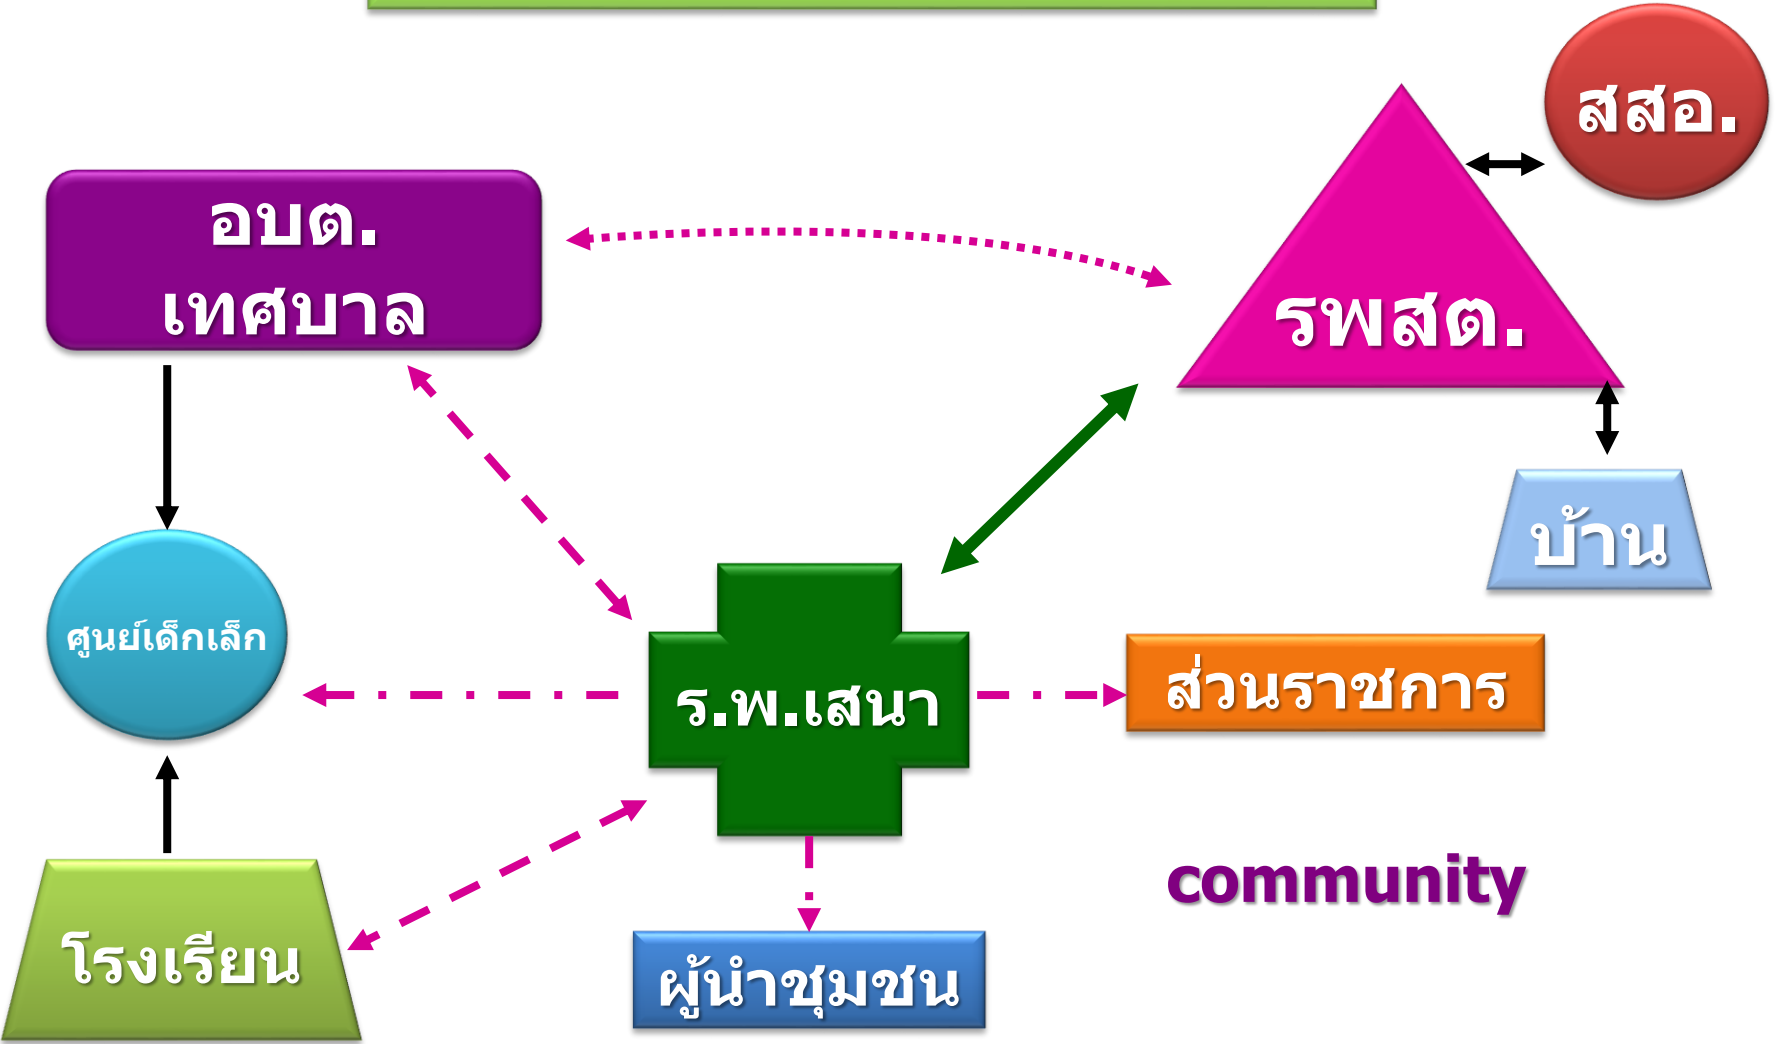 สสอ.
อบต.
เทศบาล
รพสต.
บ้าน
ศูนย์เด็กเล็ก
ร.พ.เสนา
ส่วนราชการ
community
โรงเรียน
ผู้นำชุมชน